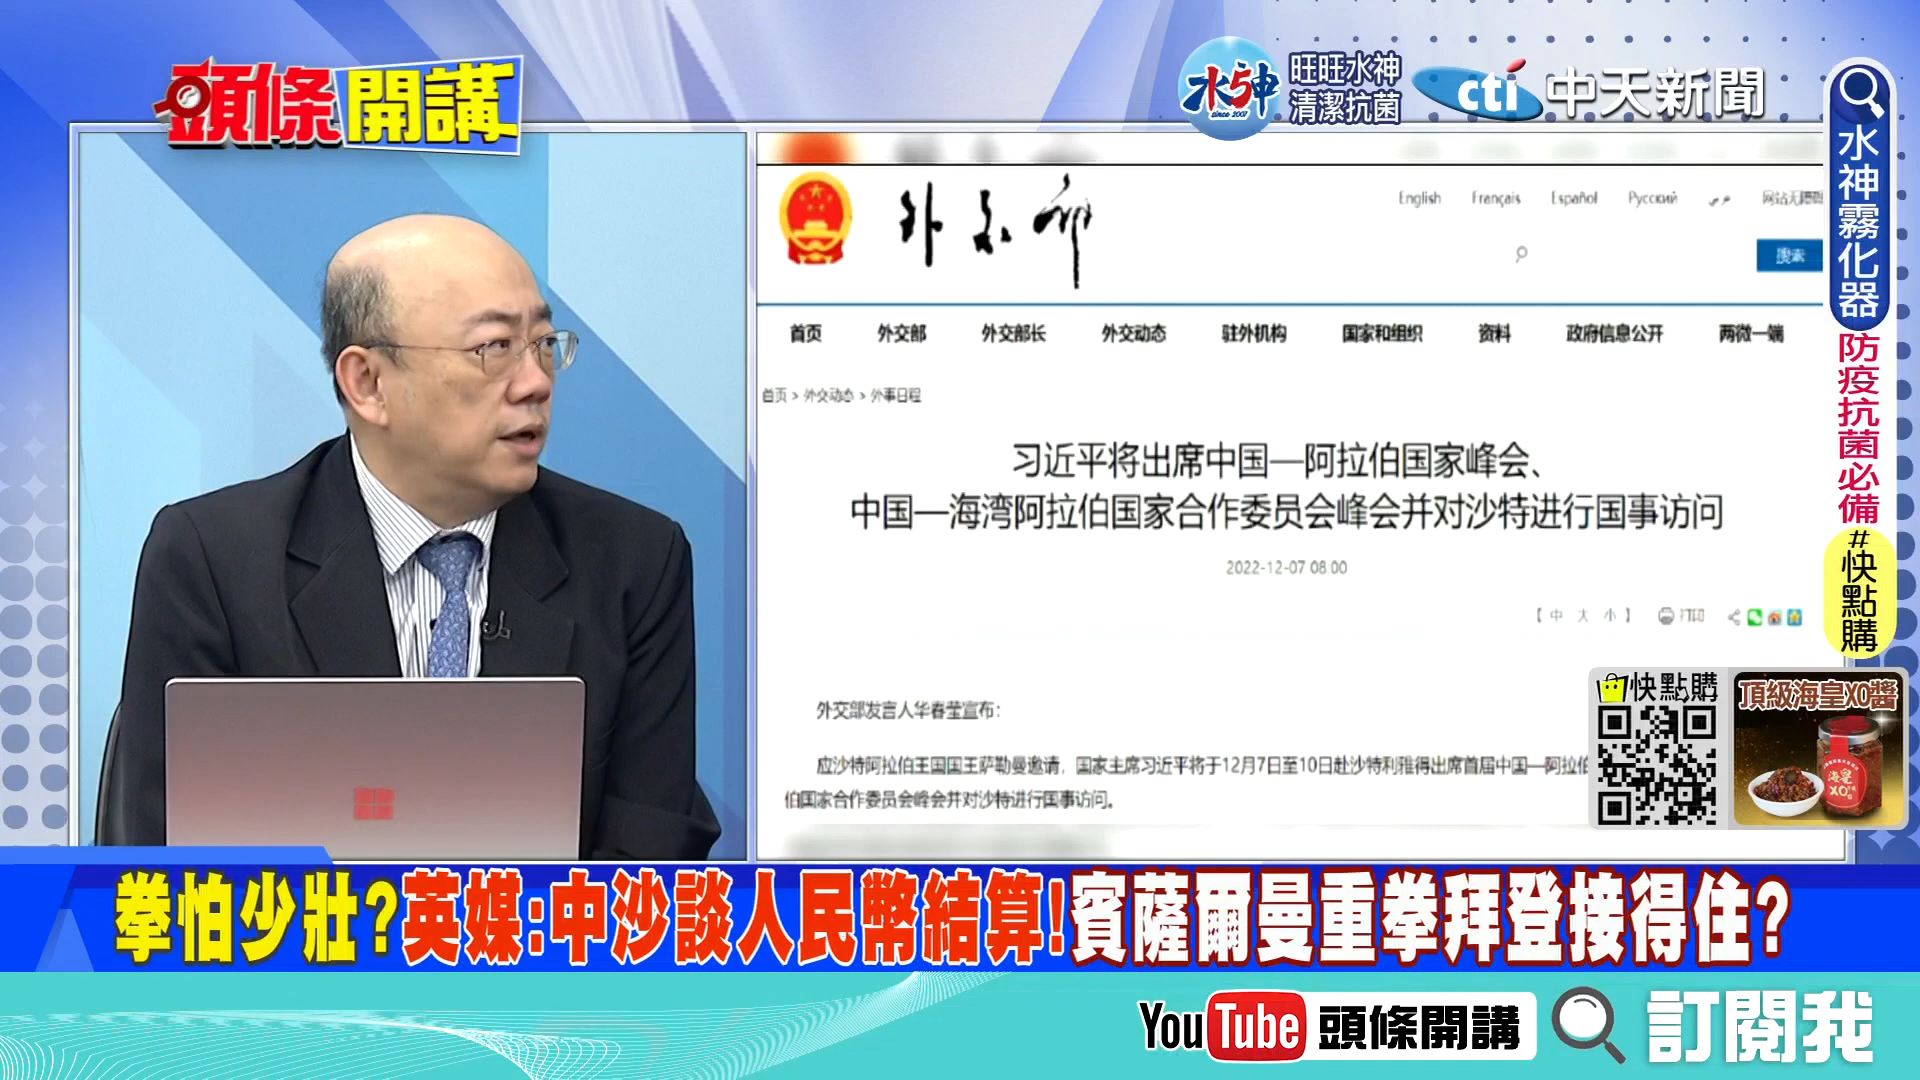 頭條開講
水神
since 2007
旺旺水神
清潔抗菌
cti
中天新聞
水神霧化器
防疫抗菌必備
#快點購
外交部
English
Français
Español
Русский
عربي
搜索
首页
外交部
外交部长
外交动态
驻外机构
国家和组织
资料
政府信息公开
两微一端
首页 > 外交动态 > 外事日程
习近平将出席中国—阿拉伯国家峰会、
中国—海湾阿拉伯国家合作委员会峰会并对沙特进行国事访问
2022-12-07 08:00
【 中 大 小 】
打印
外交部发言人华春莹宣布：
应沙特阿拉伯王国国王萨勒曼邀请，国家主席习近平将于12月7日至10日赴沙特利雅得出席首届中国—阿拉伯
伯国家合作委员会峰会并对沙特进行国事访问。
快點購
頂級海皇XO醬
海皇
XO
拳怕少壯?英媒:中沙談人民幣結算!賓薩爾曼重拳拜登接得住?
YouTube 頭條開講
訂閱我